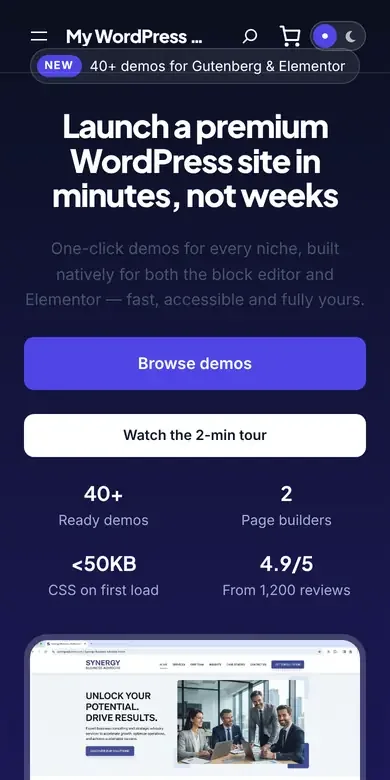 My WordPress ...
NEW 40+ demos for Gutenberg & Elementor
Launch a premium
WordPress site in
minutes, not weeks
One-click demos for every niche, built
natively for both the block editor and
Elementor — fast, accessible and fully yours.
Browse demos
Watch the 2-min tour
40+
Ready demos
2
Page builders
<50KB
CSS on first load
4.9/5
From 1,200 reviews
SYNERGY
UNLOCK YOUR
POTENTIAL.
DRIVE RESULTS.